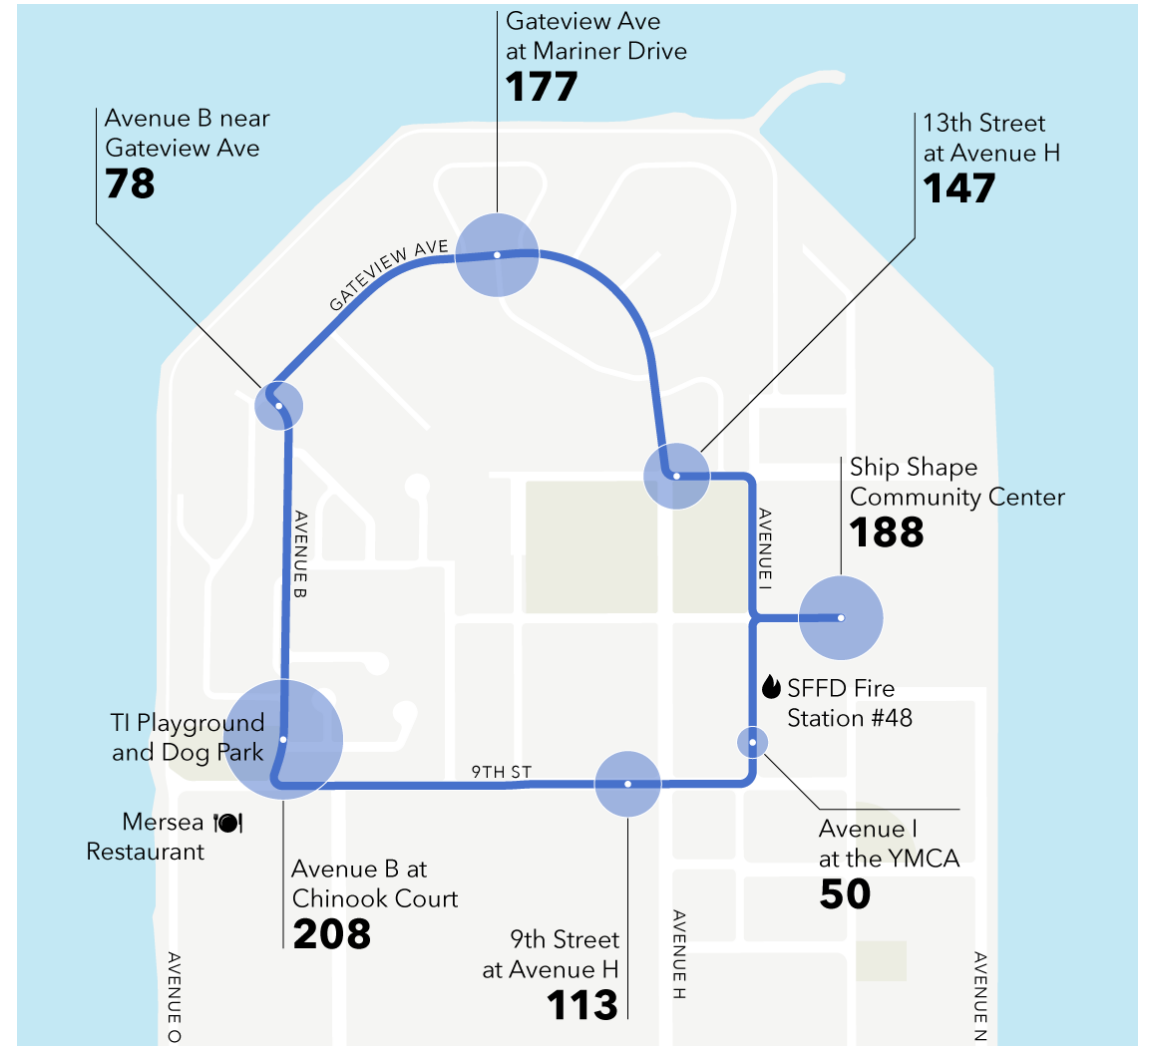 Gateview Ave
at Mariner Drive
177
Avenue B near
Gateview Ave
78
13th Street
at Avenue H
147
GATEVIEW AVE
Ship Shape
Community Center
188
AVENUE B
AVENUE I
SFFD Fire
Station #48
TI Playground
and Dog Park
9TH ST
Mersea
Restaurant
Avenue I
at the YMCA
50
Avenue B at
Chinook Court
208
9th Street
at Avenue H
113
AVENUE H
AVENUE O
AVENUE N